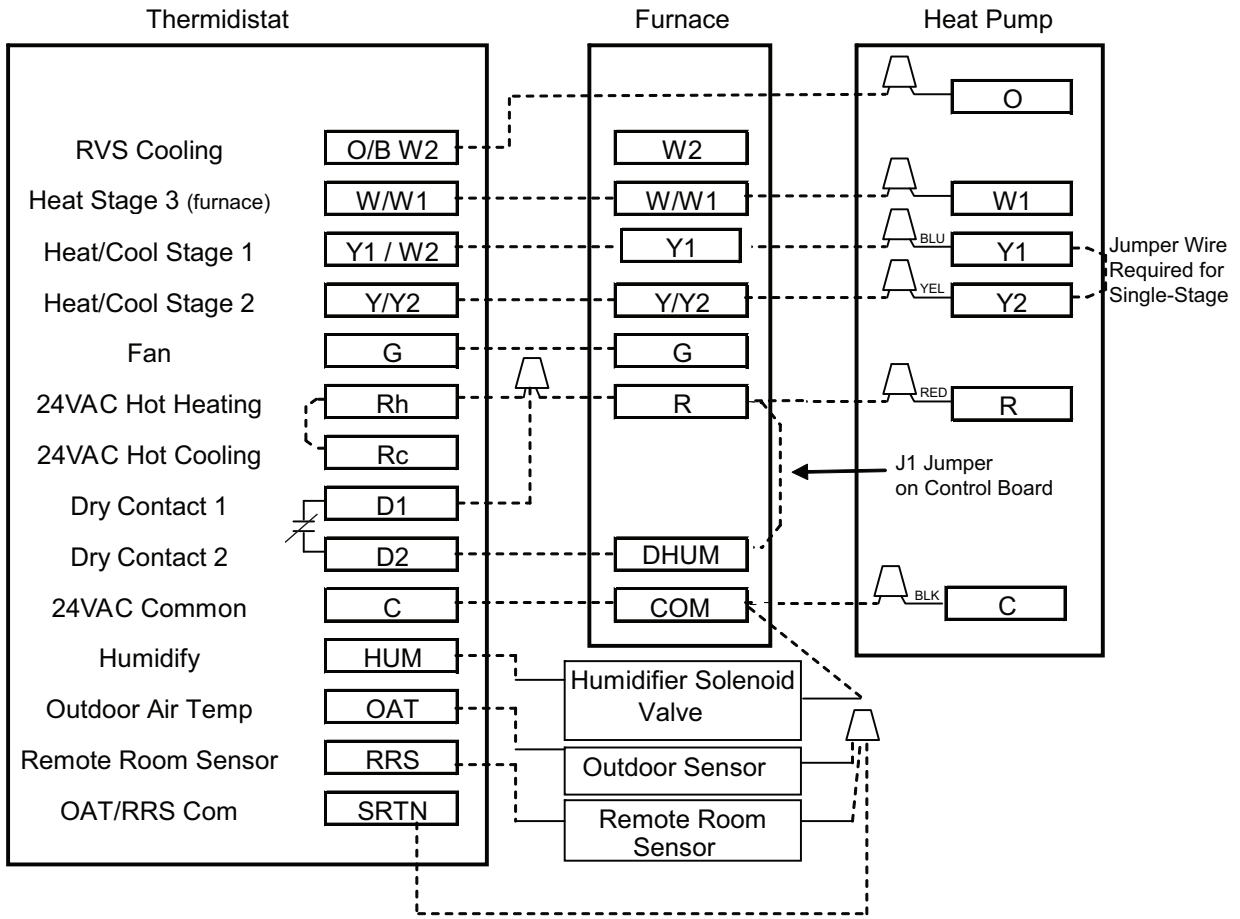 Thermidistat Furnace Heat Pump
O
RVS Cooling O/B W2 W2
Heat Stage 3 (furnace) W/W1 W/W1 W1
Heat/Cool Stage 1 Y1 / W2 Y1 BLU Y1
Heat/Cool Stage 2 Y/Y2 Y/Y2 YEL Y2
Jumper Wire
Required for
Single-Stage
Fan G G
24VAC Hot Heating Rh R RED R
24VAC Hot Cooling Rc
J1 Jumper
on Control Board
Dry Contact 1 D1
Dry Contact 2 D2 DHUM
24VAC Common C COM BLK C
Humidify HUM
Humidifier Solenoid
Valve
Outdoor Air Temp OAT
Outdoor Sensor
Remote Room Sensor RRS
Remote Room
Sensor
OAT/RRS Com SRTN